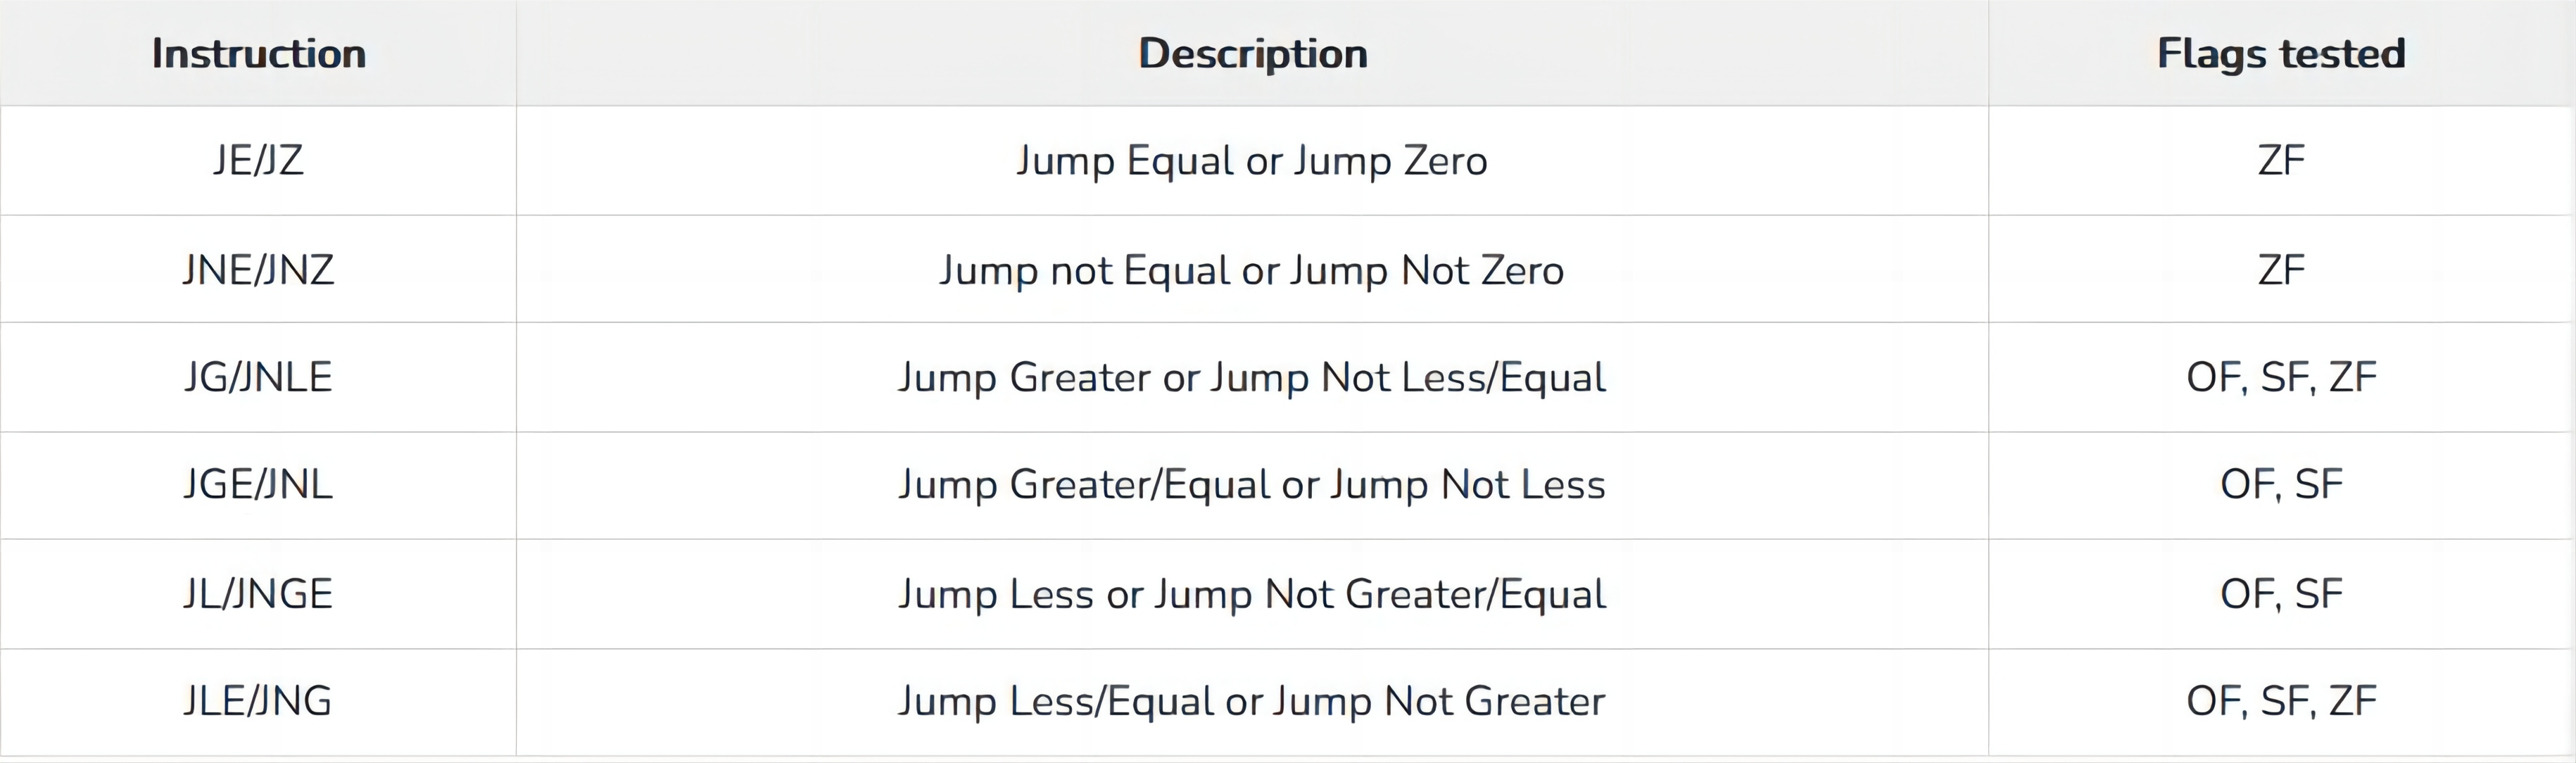 Instruction Description Flags tested
JE/JZ Jump Equal or Jump Zero ZF
JNE/JNZ Jump not Equal or Jump Not Zero ZF
JG/JNLE Jump Greater or Jump Not Less/Equal OF, SF, ZF
JGE/JNL Jump Greater/Equal or Jump Not Less OF, SF
JL/JNGE Jump Less or Jump Not Greater/Equal OF, SF
JLE/JNG Jump Less/Equal or Jump Not Greater OF, SF, ZF